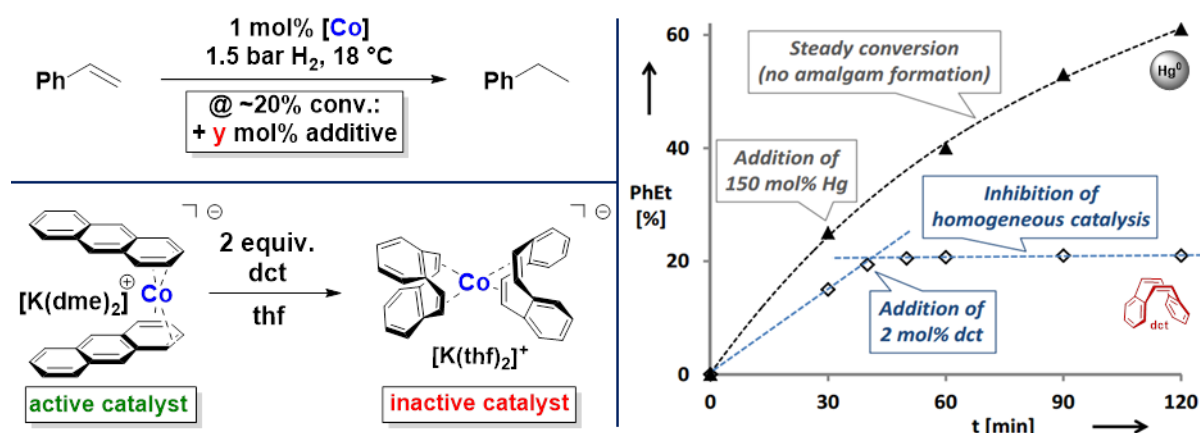 1 mol% [Co]
1.5 bar H₂, 18 °C
Ph
Ph
@ ~20% conv.:
+ y mol% additive
⊖
⊖
2 equiv.
dct
thf
[K(dme)₂]⊕
Co
Co
[K(thf)₂]⁺
active catalyst
inactive catalyst
60
40
20
0
PhEt
[%]
Steady conversion
(no amalgam formation)
Hg⁰
Addition of
150 mol% Hg
Inhibition of
homogeneous catalysis
Addition of
2 mol% dct
dct
0
30
60
90
120
t [min]